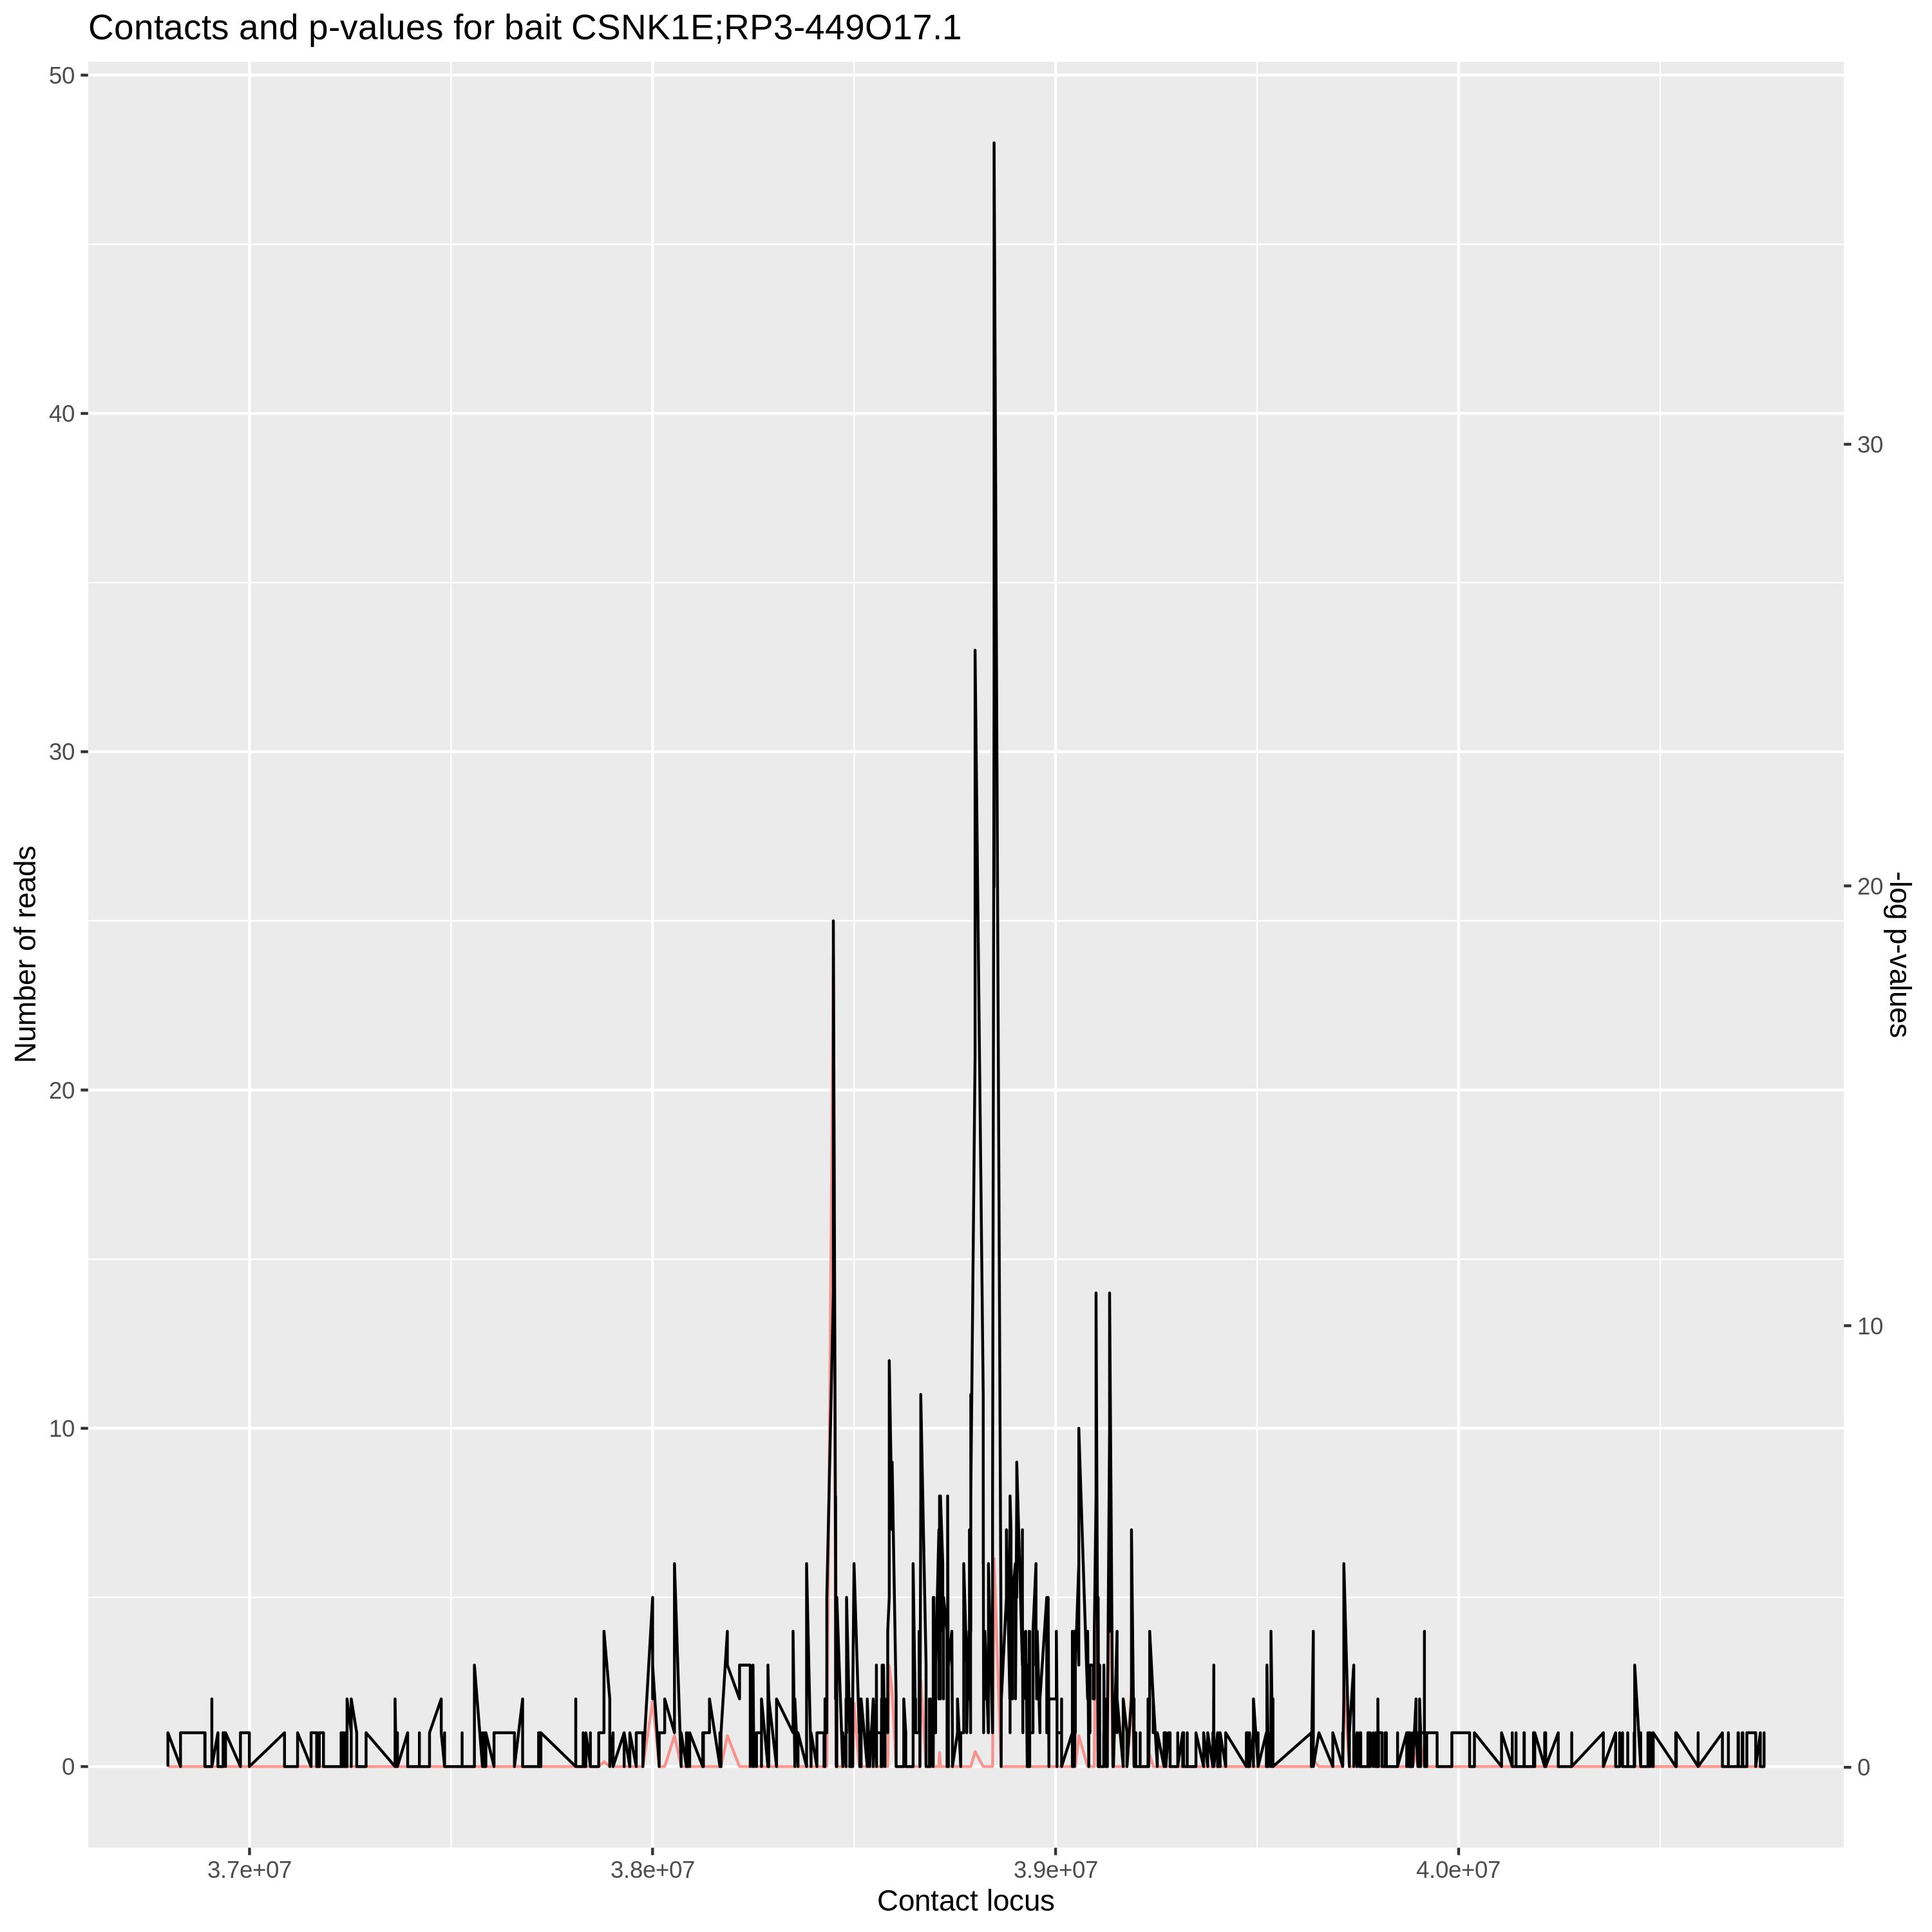 Contacts and p-values for bait CSNK1E;RP3-449O17.1
50
40
30
20
10
0
Number of reads
30
20
10
0
-log p-values
3.7e+07
3.8e+07
3.9e+07
4.0e+07
Contact locus